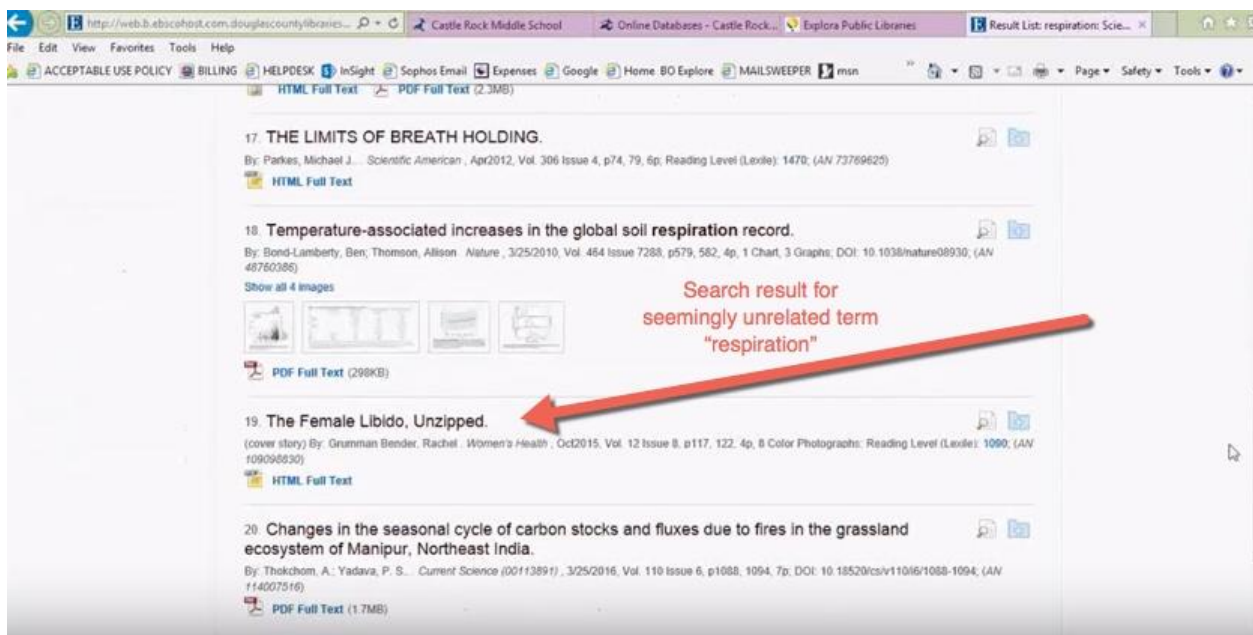 http://web.b.ebscohost.com.douglascountylibraries...
Castle Rock Middle School
Online Databases - Castle Rock...
Explora Public Libraries
Result List: respiration: Scie...
File Edit View Favorites Tools Help
ACCEPTABLE USE POLICY BILLING HELPDESK InSight Sophos Email Expenses Google Home BO Explore MAILSWEEPER msn Page Safety Tools
HTML Full Text PDF Full Text (2.3MB)
17. THE LIMITS OF BREATH HOLDING.
By: Parkes, Michael J.. Scientific American, Apr2012, Vol. 306 Issue 4, p74, 79, 6p; Reading Level (Lexile): 1470; (AN 73769625)
HTML Full Text
18. Temperature-associated increases in the global soil respiration record.
By: Bond-Lamberty, Ben; Thomson, Allison. Nature, 3/25/2010, Vol. 464 Issue 7288, p579, 582, 4p, 1 Chart, 3 Graphs; DOI: 10.1038/nature08930; (AN
48760386)
Show all 4 images
Search result for
seemingly unrelated term
"respiration"
PDF Full Text (298KB)
19. The Female Libido, Unzipped.
(cover story) By: Grumman Bender, Rachel. Women's Health, Oct2015, Vol. 12 Issue 8, p117, 122, 4p, 8 Color Photographs; Reading Level (Lexile): 1090; (AN
109098830)
HTML Full Text
20. Changes in the seasonal cycle of carbon stocks and fluxes due to fires in the grassland
ecosystem of Manipur, Northeast India.
By: Thokchom, A.; Yadava, P. S.. Current Science (00113891), 3/25/2016, Vol. 110 Issue 6, p1088, 1094, 7p; DOI: 10.18520/cs/v110/i6/1088-1094; (AN
114007516)
PDF Full Text (1.7MB)